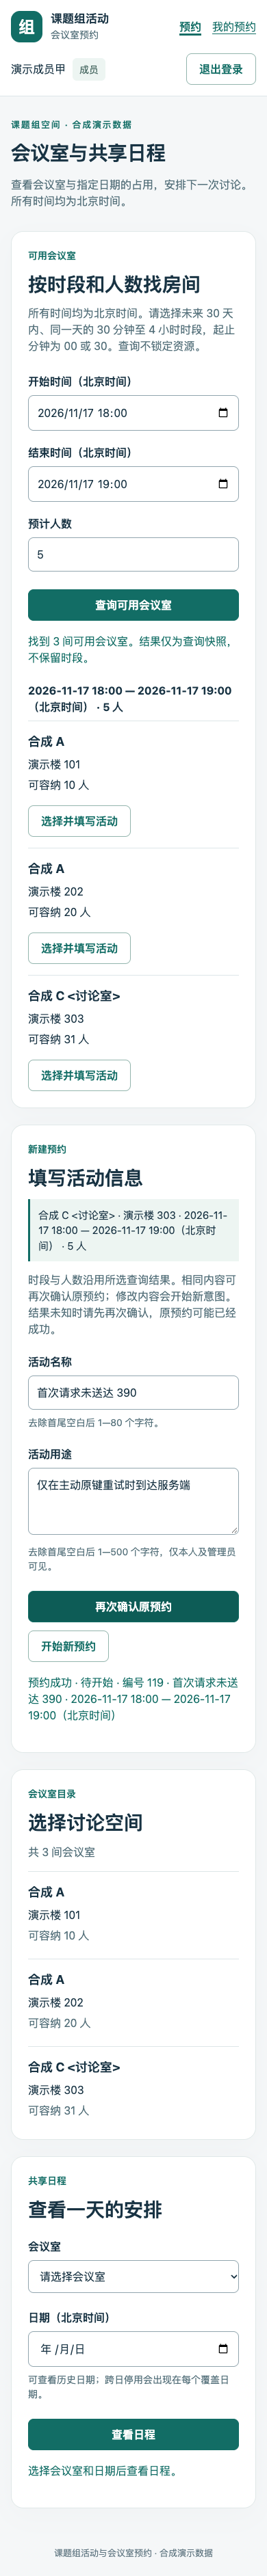 组
课题组活动
会议室预约
预约
我的预约
演示成员甲
成员
退出登录
课题组空间 · 合成演示数据
会议室与共享日程
查看会议室与指定日期的占用，安排下一次讨论。
所有时间均为北京时间。
可用会议室
按时段和人数找房间
所有时间均为北京时间。请选择未来 30 天
内、同一天的 30 分钟至 4 小时时段，起止
分钟为 00 或 30。查询不锁定资源。
开始时间（北京时间）
2026/11/17 18:00
结束时间（北京时间）
2026/11/17 19:00
预计人数
5
查询可用会议室
找到 3 间可用会议室。结果仅为查询快照，
不保留时段。
2026-11-17 18:00 — 2026-11-17 19:00
（北京时间） · 5 人
合成 A
演示楼 101
可容纳 10 人
选择并填写活动
合成 A
演示楼 202
可容纳 20 人
选择并填写活动
合成 C <讨论室>
演示楼 303
可容纳 31 人
选择并填写活动
新建预约
填写活动信息
合成 C <讨论室> · 演示楼 303 · 2026-11-
17 18:00 — 2026-11-17 19:00（北京时
间） · 5 人
时段与人数沿用所选查询结果。相同内容可
再次确认原预约；修改内容会开始新意图。
结果未知时请先再次确认，原预约可能已经
成功。
活动名称
首次请求未送达 390
去除首尾空白后 1—80 个字符。
活动用途
仅在主动原键重试时到达服务端
去除首尾空白后 1—500 个字符，仅本人及管理员
可见。
再次确认原预约
开始新预约
预约成功 · 待开始 · 编号 119 · 首次请求未送
达 390 · 2026-11-17 18:00 — 2026-11-17
19:00（北京时间）
会议室目录
选择讨论空间
共 3 间会议室
合成 A
演示楼 101
可容纳 10 人
合成 A
演示楼 202
可容纳 20 人
合成 C <讨论室>
演示楼 303
可容纳 31 人
共享日程
查看一天的安排
会议室
请选择会议室
日期（北京时间）
年 /月/日
可查看历史日期；跨日停用会出现在每个覆盖日
期。
查看日程
选择会议室和日期后查看日程。
课题组活动与会议室预约 · 合成演示数据